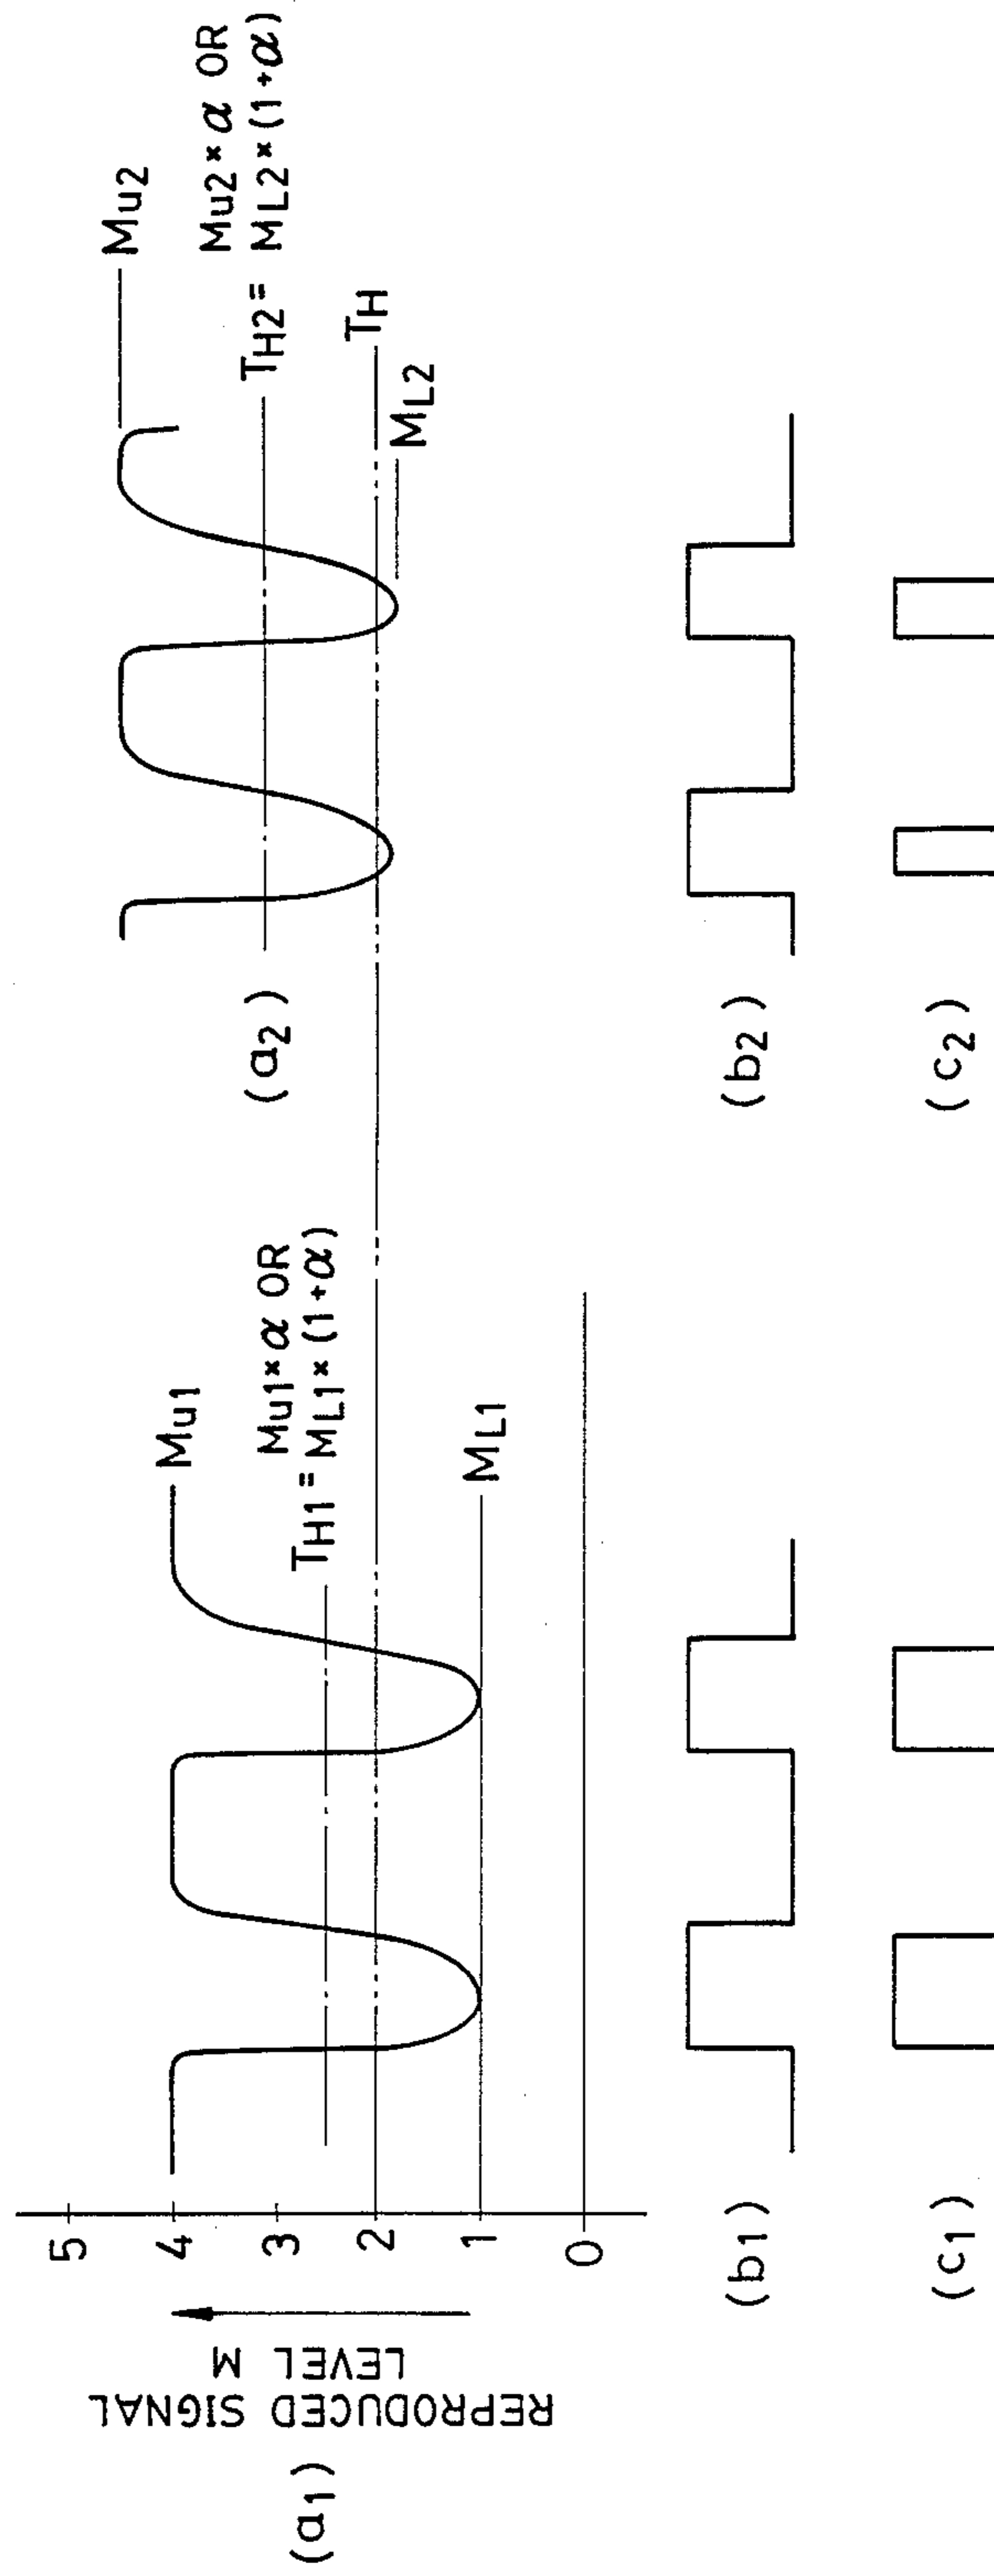 (a1)
REPRODUCED SIGNAL
LEVEL M
5
4
3
2
1
0
Mu1
Mu1×α OR
TH1=ML1×(1+α)
ML1
(a2)
Mu2
Mu2×α OR
TH2= ML2×(1+α)
TH
ML2
(b1)
(b2)
(c1)
(c2)